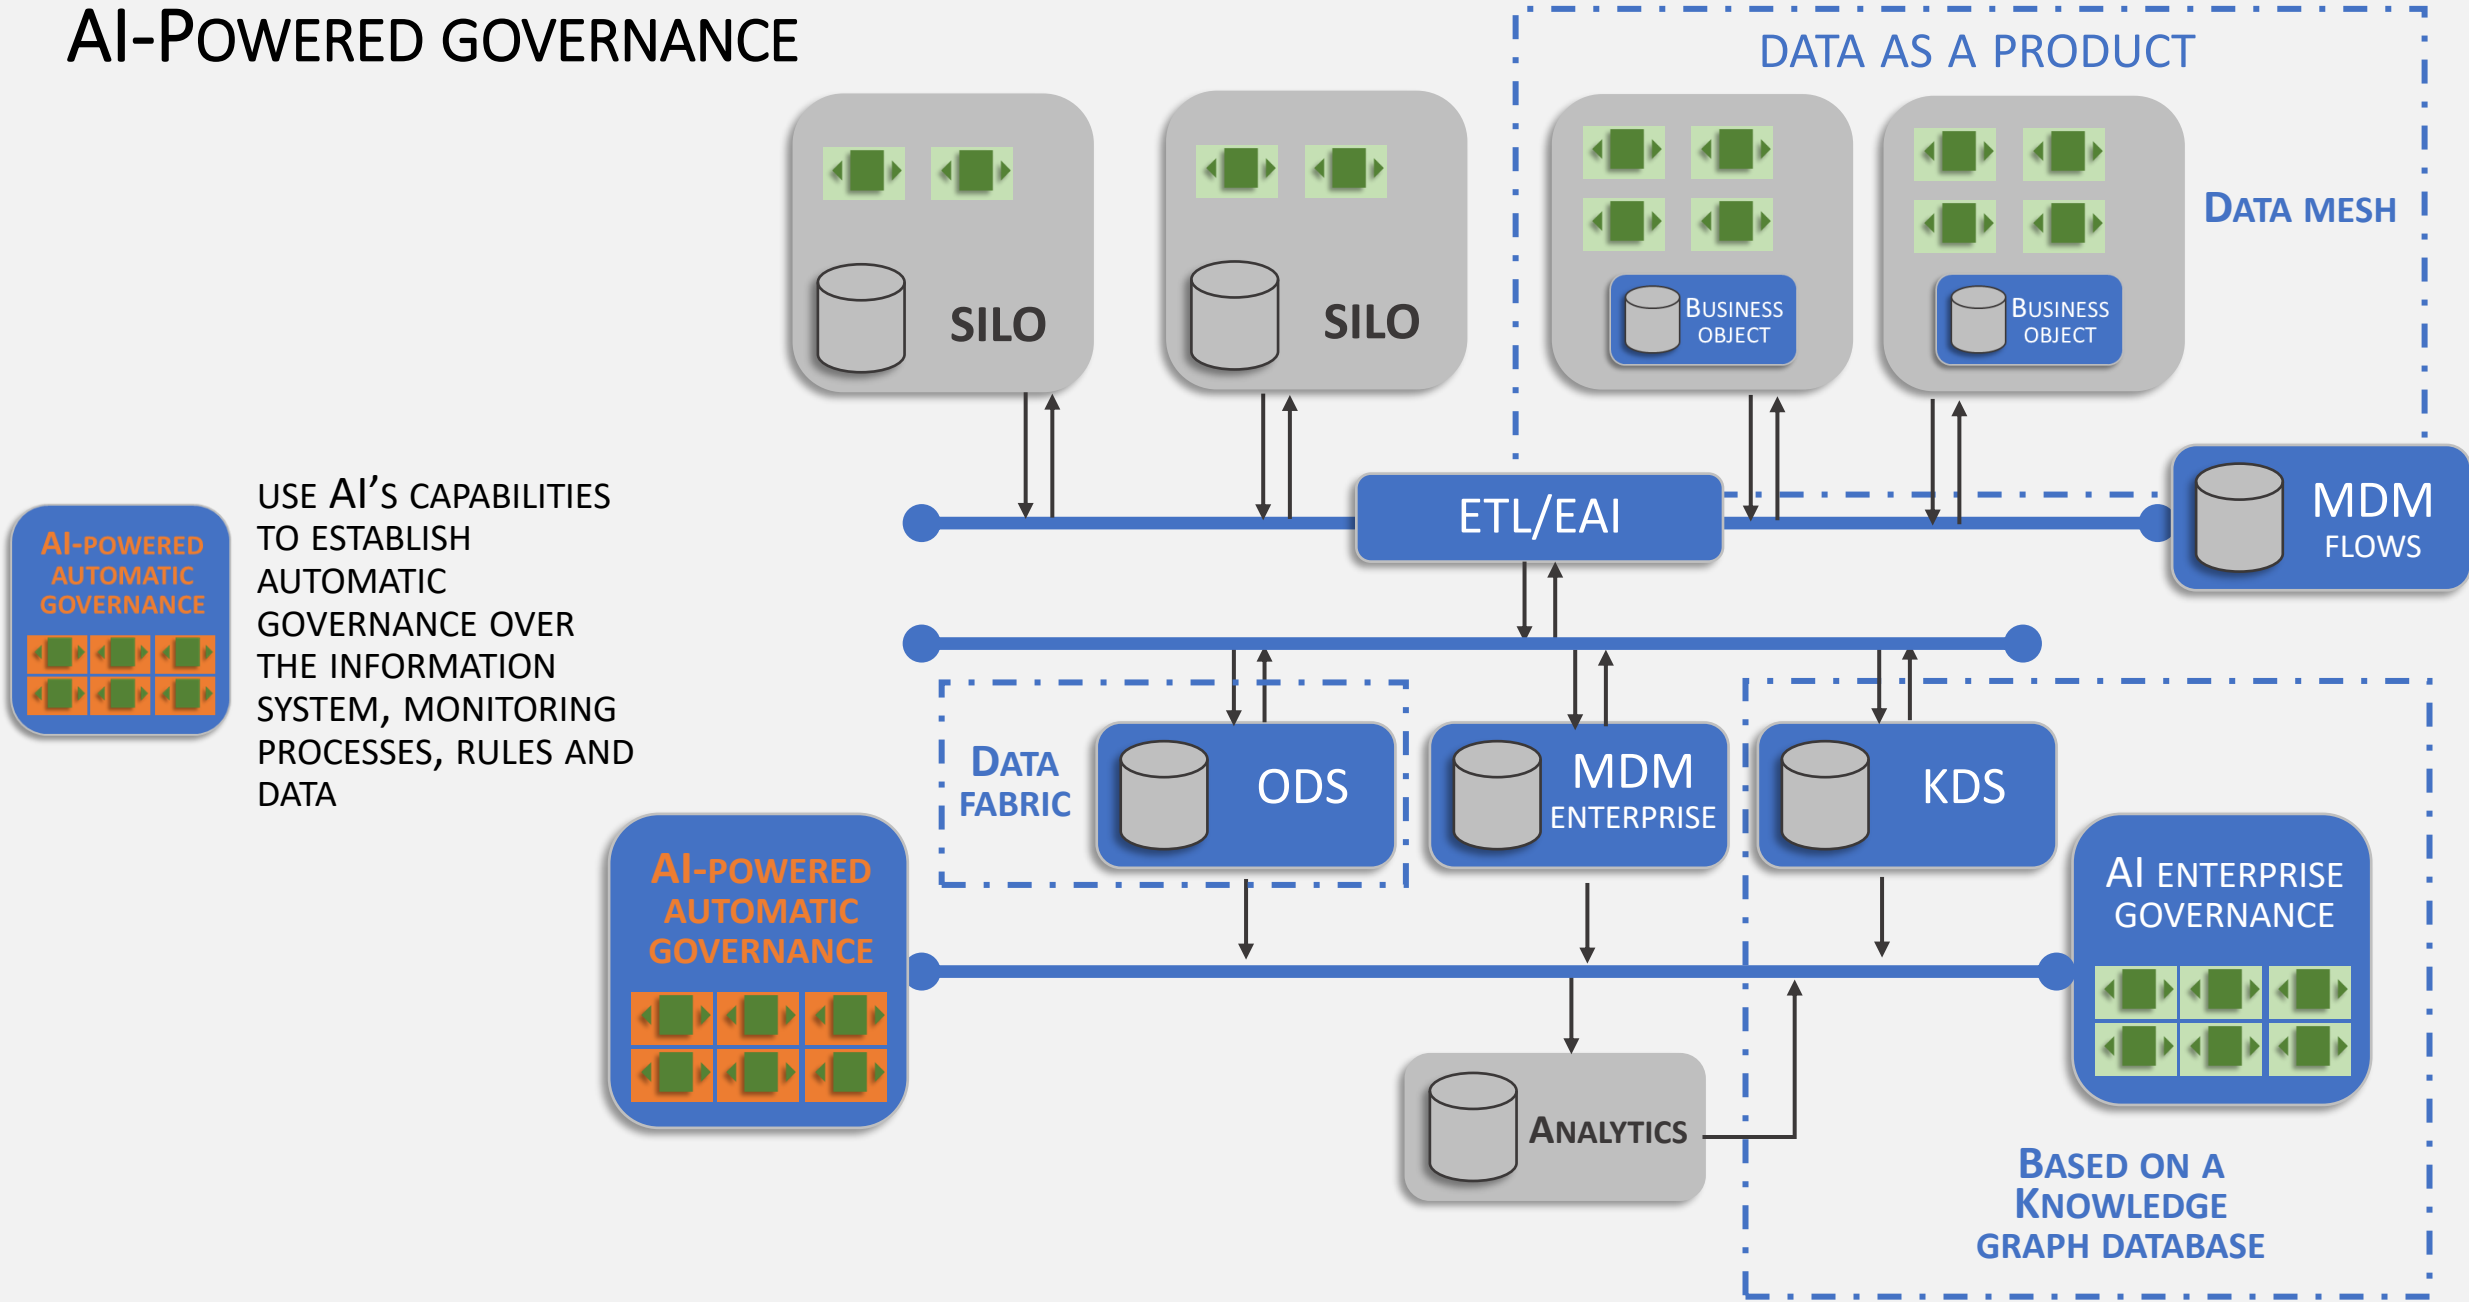 AI-POWERED GOVERNANCE
DATA AS A PRODUCT
DATA MESH
SILO
SILO
BUSINESS
OBJECT
BUSINESS
OBJECT
ETL/EAI
MDM
FLOWS
AI-POWERED
AUTOMATIC
GOVERNANCE
USE AI’S CAPABILITIES
TO ESTABLISH
AUTOMATIC
GOVERNANCE OVER
THE INFORMATION
SYSTEM, MONITORING
PROCESSES, RULES AND
DATA
DATA
FABRIC
ODS
MDM
ENTERPRISE
KDS
AI-POWERED
AUTOMATIC
GOVERNANCE
AI ENTERPRISE
GOVERNANCE
ANALYTICS
BASED ON A
KNOWLEDGE
GRAPH DATABASE